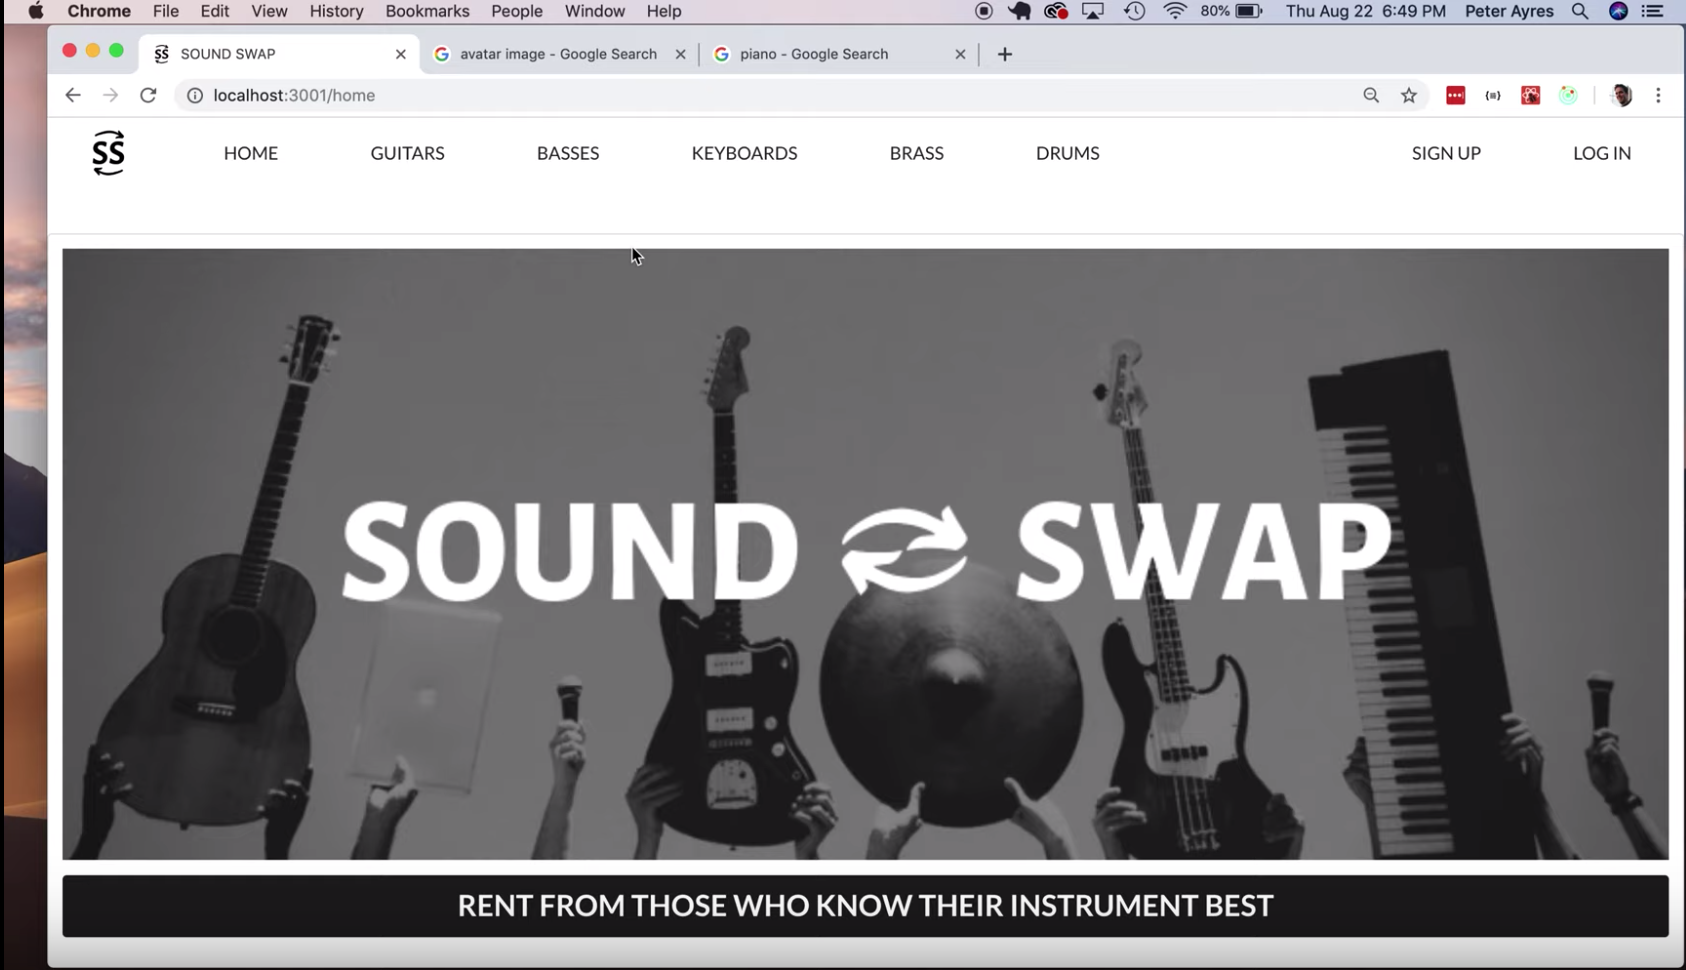 Chrome File Edit View History Bookmarks People Window Help 80% Thu Aug 22 6:49 PM Peter Ayres
SS SOUND SWAP avatar image - Google Search piano - Google Search
localhost:3001/home
SS HOME GUITARS BASSES KEYBOARDS BRASS DRUMS SIGN UP LOG IN
SOUND SWAP
RENT FROM THOSE WHO KNOW THEIR INSTRUMENT BEST